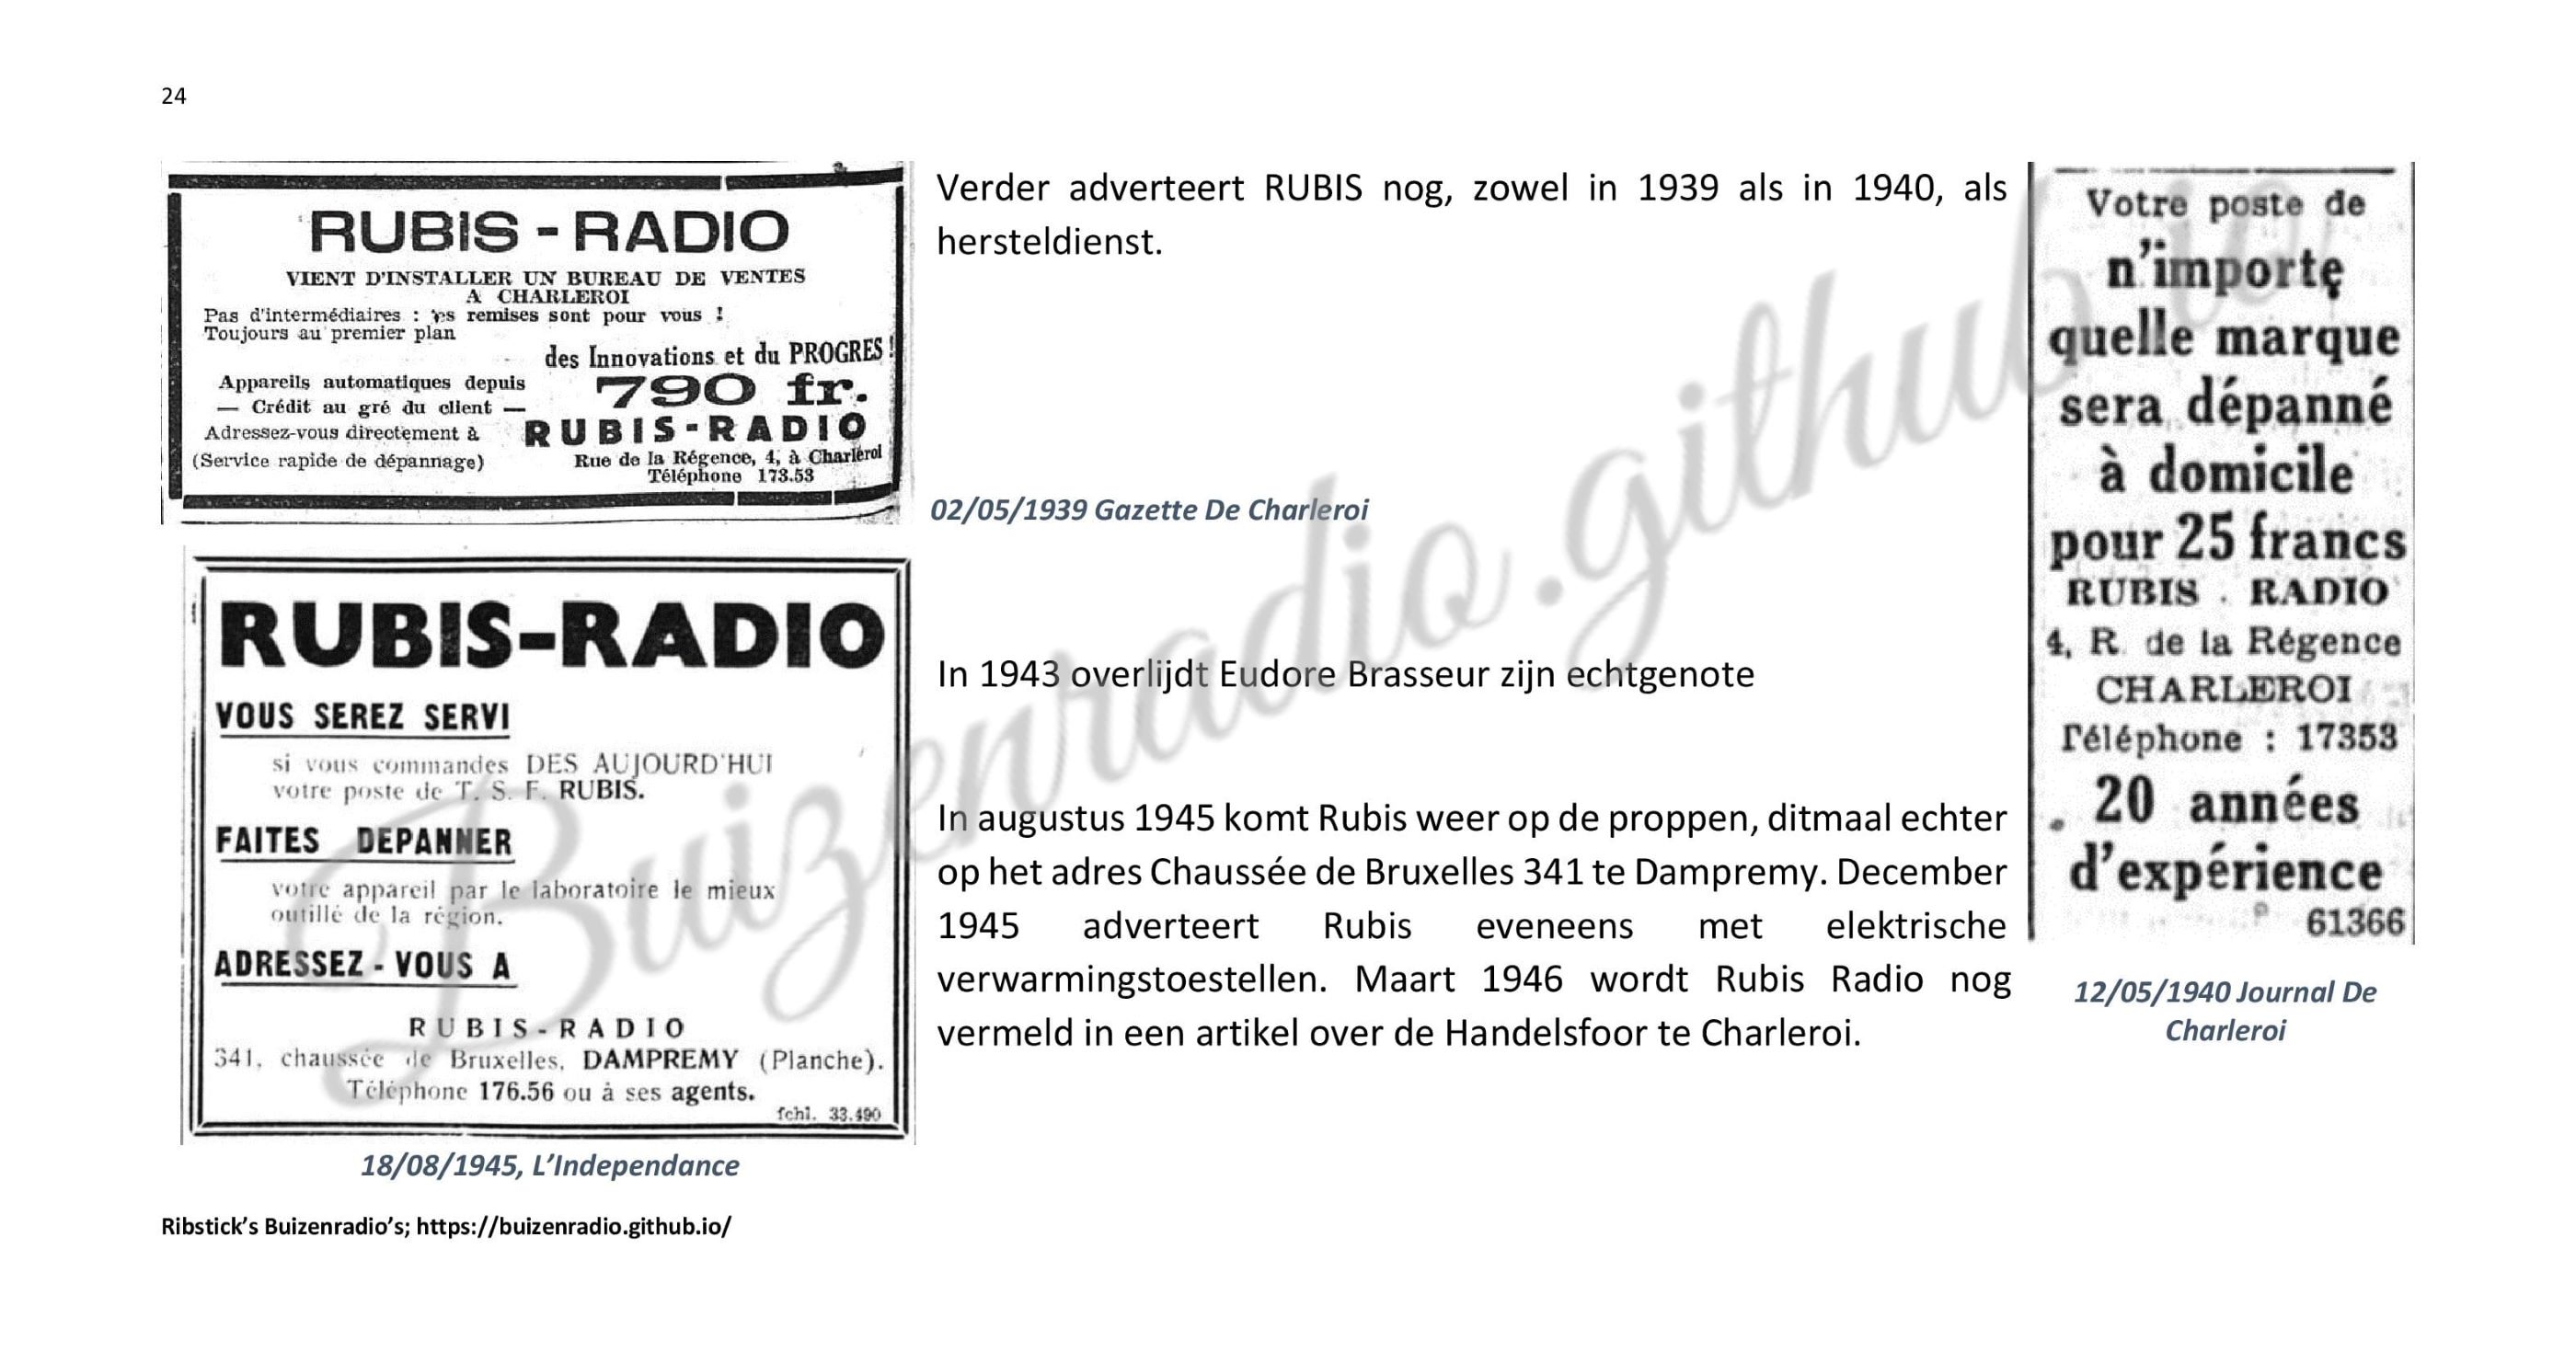 24
RUBIS - RADIO
VIENT D'INSTALLER UN BUREAU DE VENTES
A CHARLEROI
Pas d'intermédiaires : remises sont pour vous !
Toujours au premier plan
des Innovations et du PROGRES !
Appareils automatiques depuis
790 fr.
— Crédit au gré du client —
Adressez-vous directement à
RUBIS-RADIO
(Service rapide de dépannage)
Rue de la Régence, 4, à Charleroi
Téléphone 173.53
Verder adverteert RUBIS nog, zowel in 1939 als in 1940, als
hersteldienst.
02/05/1939 Gazette De Charleroi
RUBIS-RADIO
VOUS SEREZ SERVI
si vous commandes DES AUJOURD'HUI
votre poste de T. S. F. RUBIS.
FAITES DEPANNER
votre appareil par le laboratoire le mieux
outillé de la région.
ADRESSEZ - VOUS A
RUBIS-RADIO
341, chaussée de Bruxelles, DAMPREMY (Planche).
Téléphone 176.56 ou à ses agents.
fchl. 33.490
18/08/1945, L’Independance
In 1943 overlijdt Eudore Brasseur zijn echtgenote
In augustus 1945 komt Rubis weer op de proppen, ditmaal echter
op het adres Chaussée de Bruxelles 341 te Dampremy. December
1945 adverteert Rubis eveneens met elektrische
verwarmingstoestellen. Maart 1946 wordt Rubis Radio nog
vermeld in een artikel over de Handelsfoor te Charleroi.
Votre poste de
n'importe
quelle marque
sera dépanné
à domicile
pour 25 francs
RUBIS . RADIO
4, R. de la Régence
CHARLEROI
Téléphone : 17353
20 années
d'expérience
61366
12/05/1940 Journal De
Charleroi
Buizenradio.github.io
Ribstick’s Buizenradio’s; https://buizenradio.github.io/